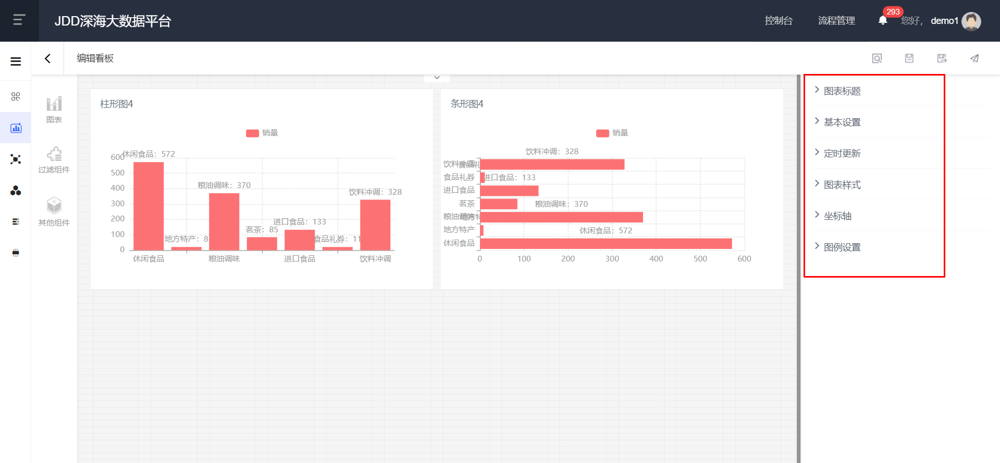 JDD深海大数据平台
控制台
流程管理
293
您好,
demo1
编辑看板
图表
过滤组件
其他组件
柱形图4
销量
600
500
400
300
200
100
0
休闲食品：572
地方特产：8
粮油调味：370
茗茶：85
进口食品：133
食品礼券：11
饮料冲调：328
休闲食品
粮油调味
进口食品
饮料冲调
条形图4
销量
饮料冲调：328
饮料冲调
食品礼券
进口食品：133
进口食品
茗茶
粮油调味：370
粮油调味
地方特产
休闲食品：572
休闲食品
0
100
200
300
400
500
600
图表标题
基本设置
定时更新
图表样式
坐标轴
图例设置